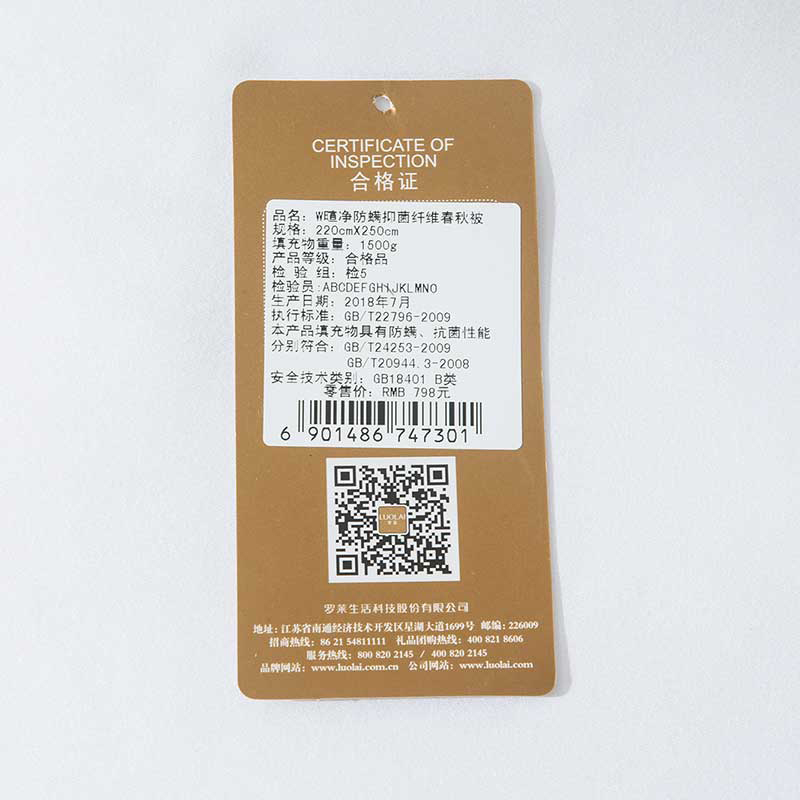 CERTIFICATE OF
INSPECTION
合格证
品名: WE瞳净防螨抑菌纤维春秋被
规格: 220cmX250cm
填充物重量: 1500g
产品等级: 合格品
检 验 组: 检5
检验员:ABCDEFGHIJKLMNO
生产日期: 2018年7月
执行标准: GB/T22796-2009
本产品填充物具有防螨、抗菌性能
分别符合: GB/T24253-2009
GB/T20944.3-2008
安全技术类别: GB18401 B类
零售价: RMB 798元
6 901486 747301
LUOLAI
罗莱生活科技股份有限公司
地址: 江苏省南通经济技术开发区星湖大道1699号 邮编: 226009
招商热线: 86 21 54811111 礼品团购热线: 400 821 8606
服务热线: 800 820 2145 / 400 820 2145
品牌网站: www.luolai.com.cn 公司网站: www.luolai.com